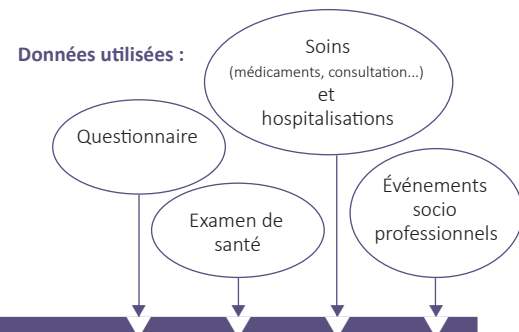 Données utilisées :
Soins
(médicaments, consultation...)
et
hospitalisations
Questionnaire
Événements
socio
professionnels
Examen de
santé